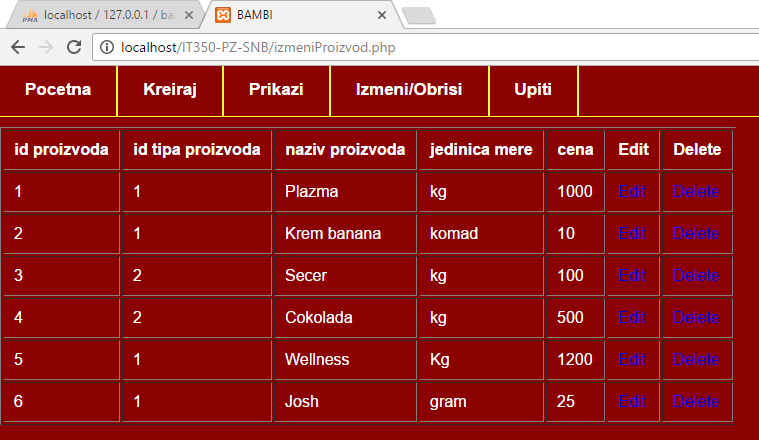 localhost / 127.0.0.1 / ba
BAMBI
localhost/IT350-PZ-SNB/izmeniProizvod.php
Pocetna Kreiraj Prikazi Izmeni/Obrisi Upiti
id proizvoda id tipa proizvoda naziv proizvoda jedinica mere cena Edit Delete
1 1 Plazma kg 1000 Edit Delete
2 1 Krem banana komad 10 Edit Delete
3 2 Secer kg 100 Edit Delete
4 2 Cokolada kg 500 Edit Delete
5 1 Wellness Kg 1200 Edit Delete
6 1 Josh gram 25 Edit Delete